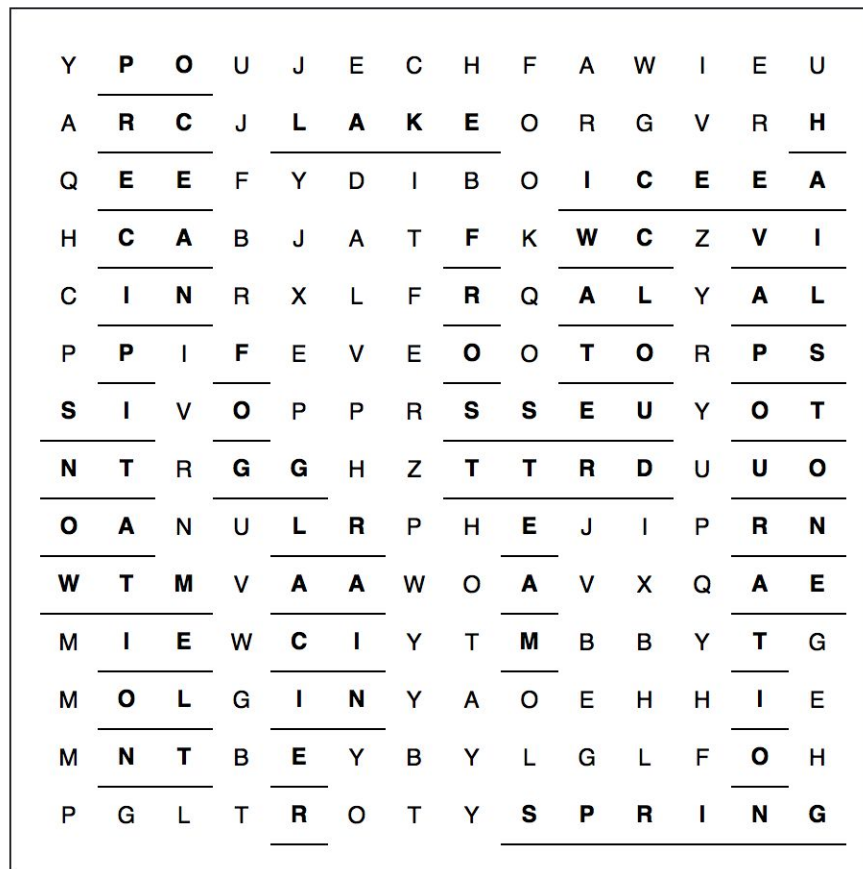 Y P O U J E C H F A W I E U
A R C J L A K E O R G V R H
Q E E F Y D I B O I C E E A
H C A B J A T F K W C Z V I
C I N R X L F R Q A L Y A L
P P I F E V E O O T O R P S
S I V O P P R S S E U Y O T
N T R G G H Z T T R D U U O
O A N U L R P H E J I P R N
W T M V A A W O A V X Q A E
M I E W C I Y T M B B Y T G
M O L G I N Y A O E H H I E
M N T B E Y B Y L G L F O H
P G L T R O T Y S P R I N G